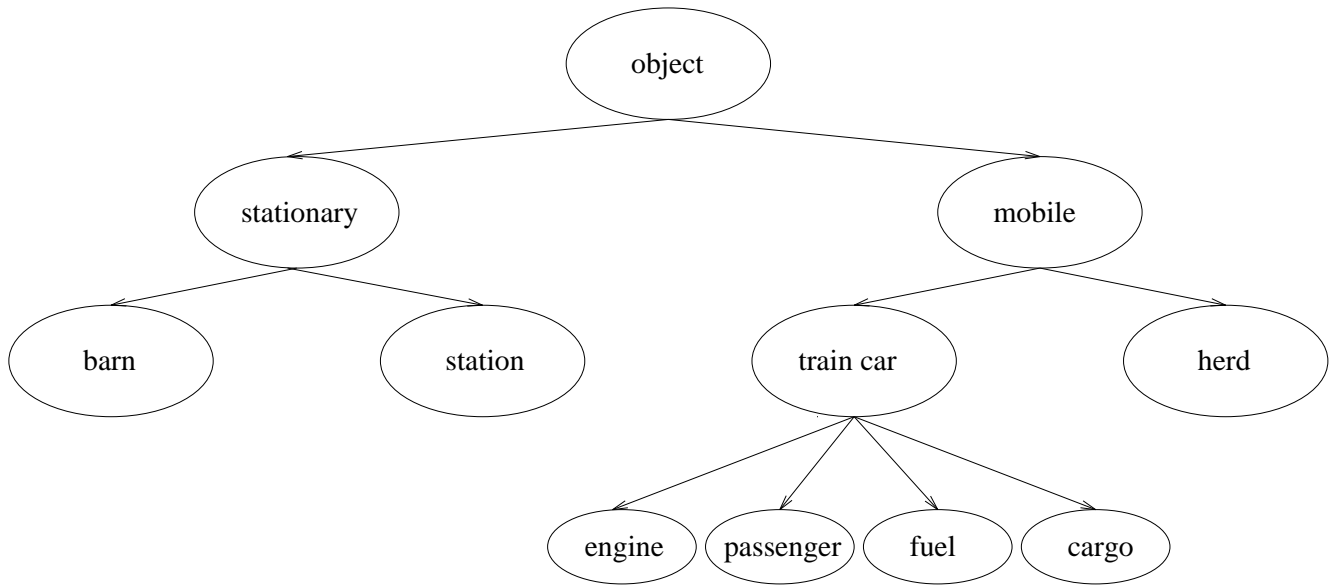 object
stationary
mobile
barn
station
train car
herd
engine
passenger
fuel
cargo